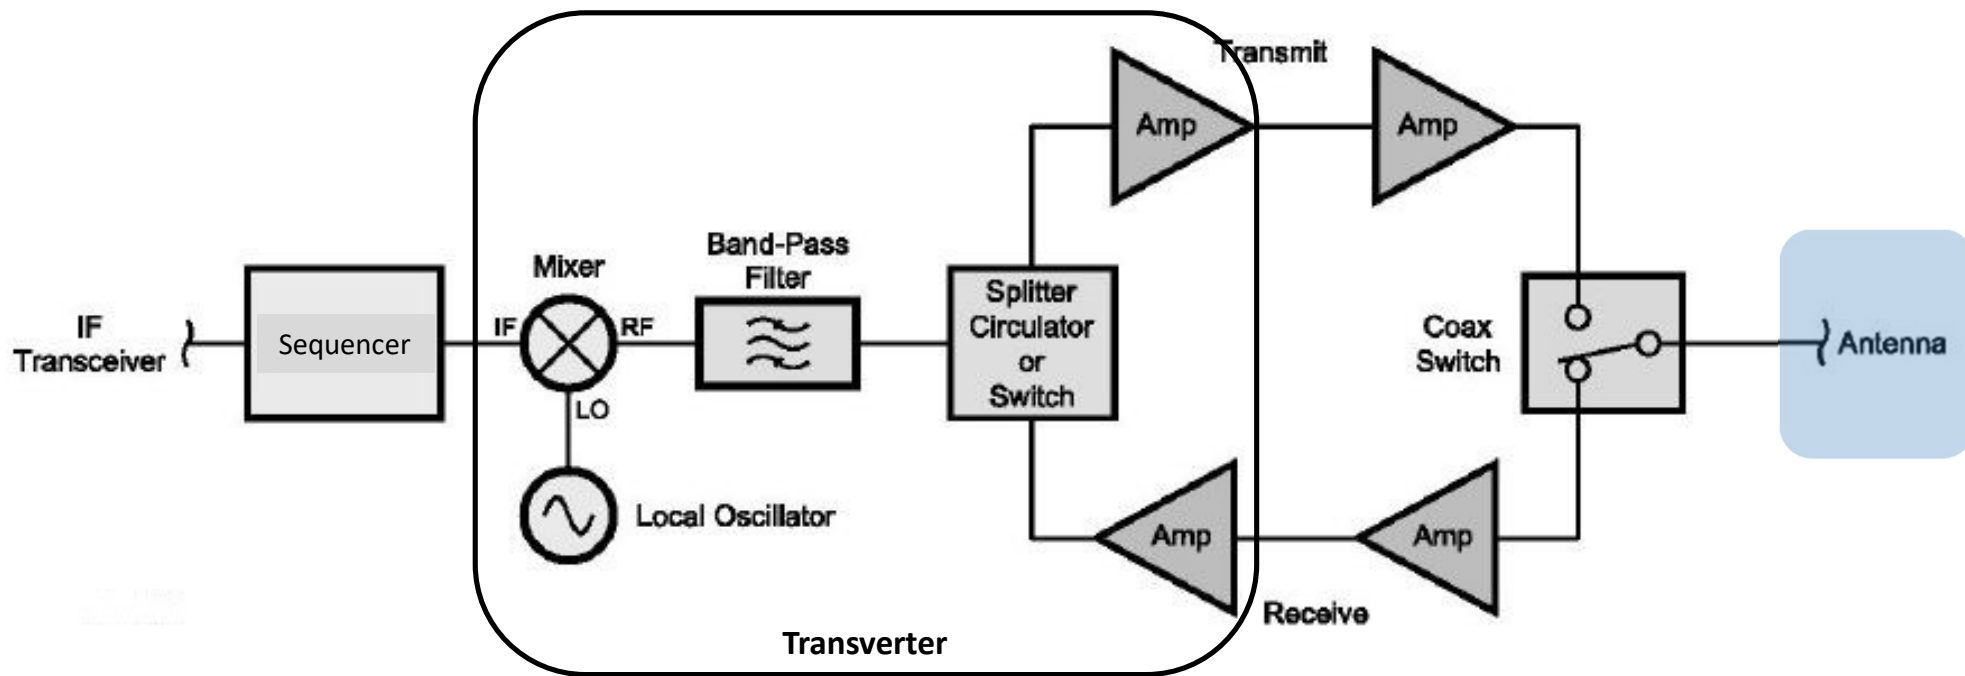 Transmit
Amp
Amp
Band-Pass
Filter
Mixer
IF
Transceiver
Sequencer
IF
RF
LO
Splitter
Circulator
or
Switch
Coax
Switch
Antenna
Local Oscillator
Amp
Amp
Receive
Transverter